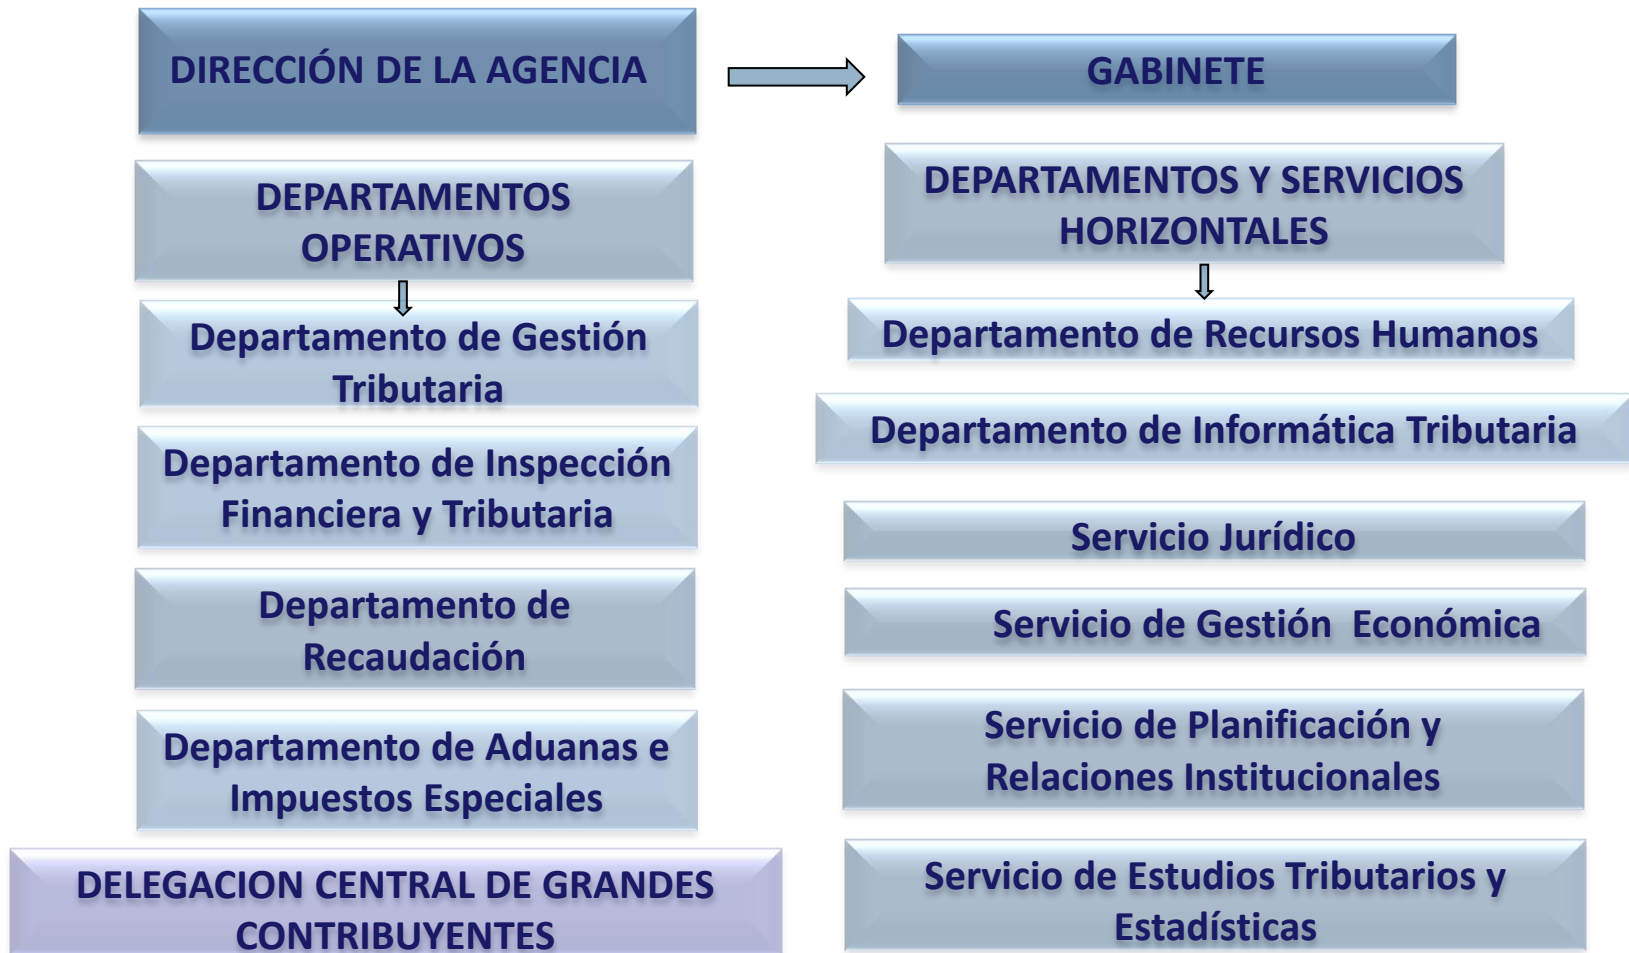 DIRECCIÓN DE LA AGENCIA
GABINETE
DEPARTAMENTOS
OPERATIVOS
Departamento de Gestión
Tributaria
Departamento de Inspección
Financiera y Tributaria
Departamento de
Recaudación
Departamento de Aduanas e
Impuestos Especiales
DELEGACION CENTRAL DE GRANDES
CONTRIBUYENTES
DEPARTAMENTOS Y SERVICIOS
HORIZONTALES
Departamento de Recursos Humanos
Departamento de Informática Tributaria
Servicio Jurídico
Servicio de Gestión  Económica
Servicio de Planificación y
Relaciones Institucionales
Servicio de Estudios Tributarios y
Estadísticas